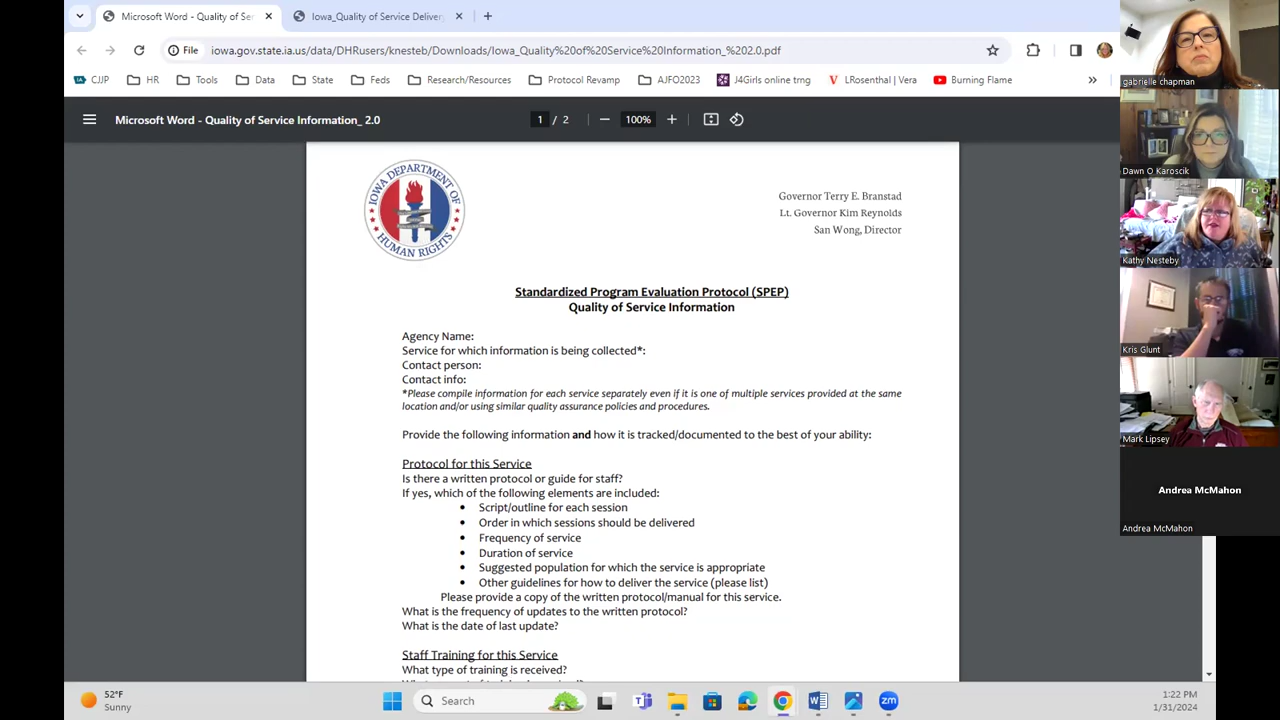 Microsoft Word - Quality of Ser
Iowa_Quality of Service Delivery
File
iowa.gov.state.ia.us/data/DHRusers/knesteb/Downloads/Iowa_Quality%20of%20Service%20Information_%202.0.pdf
CJJP
HR
Tools
Data
State
Feds
Research/Resources
Protocol Revamp
AJFO2023
J4Girls online trng
LRosenthal | Vera
Burning Flame
Microsoft Word - Quality of Service Information_ 2.0
1 / 2
100%
IOWA DEPARTMENT OF
HUMAN RIGHTS
Governor Terry E. Branstad
Lt. Governor Kim Reynolds
San Wong, Director
Standardized Program Evaluation Protocol (SPEP)
Quality of Service Information
Agency Name:
Service for which information is being collected*:
Contact person:
Contact info:
*Please compile information for each service separately even if it is one of multiple services provided at the same
location and/or using similar quality assurance policies and procedures.
Provide the following information and how it is tracked/documented to the best of your ability:
Protocol for this Service
Is there a written protocol or guide for staff?
If yes, which of the following elements are included:
• Script/outline for each session
• Order in which sessions should be delivered
• Frequency of service
• Duration of service
• Suggested population for which the service is appropriate
• Other guidelines for how to deliver the service (please list)
Please provide a copy of the written protocol/manual for this service.
What is the frequency of updates to the written protocol?
What is the date of last update?
Staff Training for this Service
What type of training is received?
gabrielle chapman
Dawn O Karoscik
Kathy Nesteby
Kris Glunt
Mark Lipsey
Andrea McMahon
Andrea McMahon
52°F
Sunny
Search
zm
1:22 PM
1/31/2024